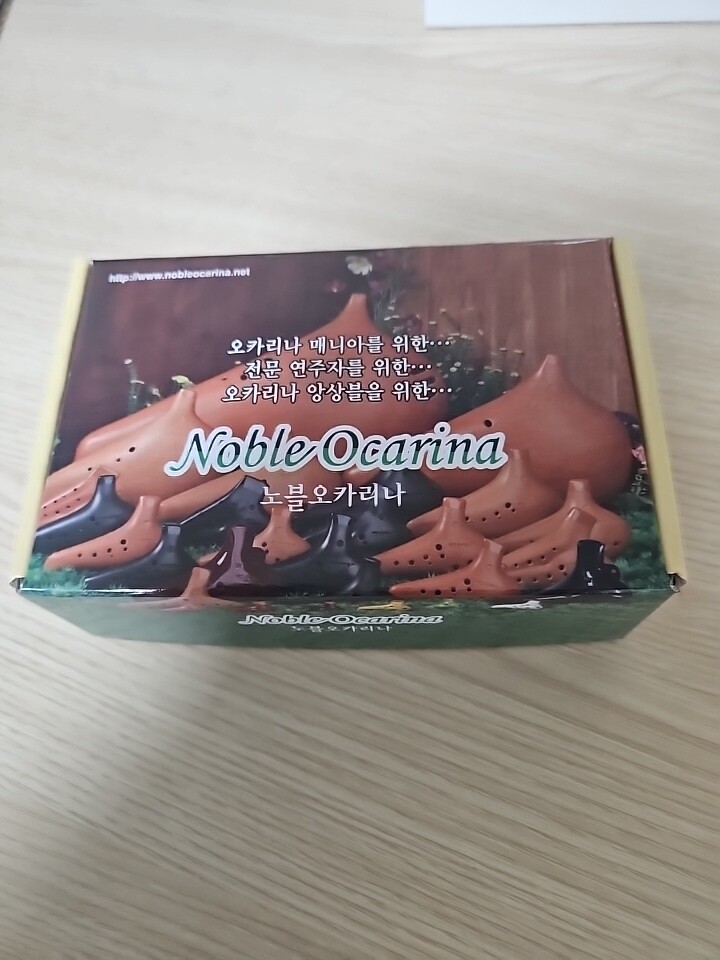 http://www.nobleocarina.net
오카리나 매니아를 위한…
전문 연주자를 위한…
오카리나 앙상블을 위한…
Noble Ocarina
노블오카리나
Noble Ocarina
노블오카리나